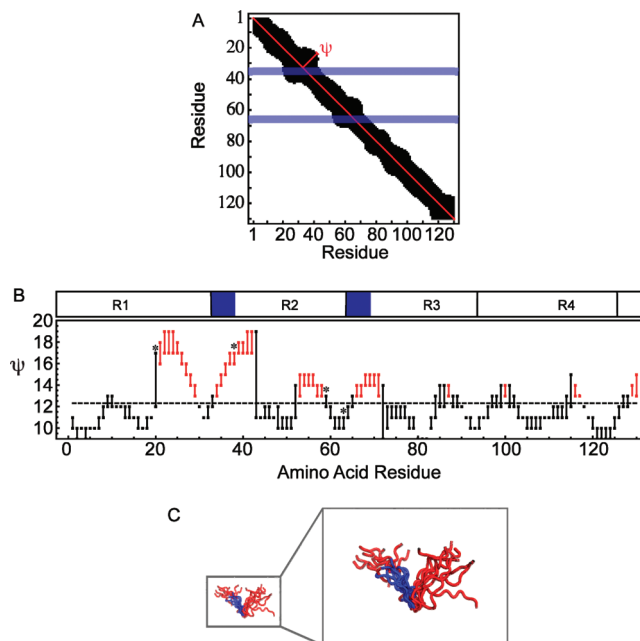 A
1
20
40
60
80
100
120
Residue
ψ
1 20 40 60 80 100 120
Residue
B
R1 R2 R3 R4
20
18
16
14
12
10
ψ
* * * *
0 20 40 60 80 100 120
Amino Acid Residue
C